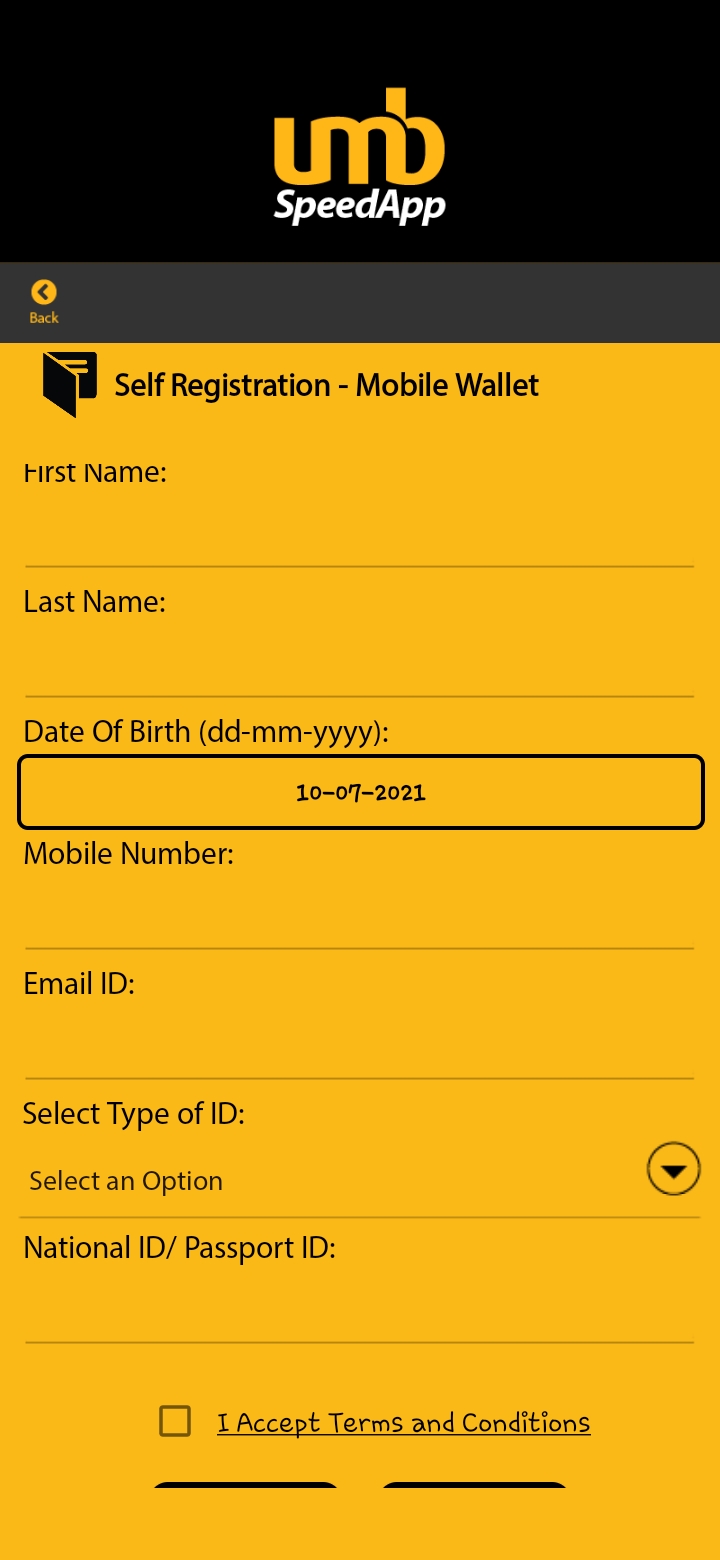 umb
SpeedApp
Back
Self Registration - Mobile Wallet
First Name:
Last Name:
Date Of Birth (dd-mm-yyyy):
10-07-2021
Mobile Number:
Email ID:
Select Type of ID:
Select an Option
National ID/ Passport ID:
I Accept Terms and Conditions